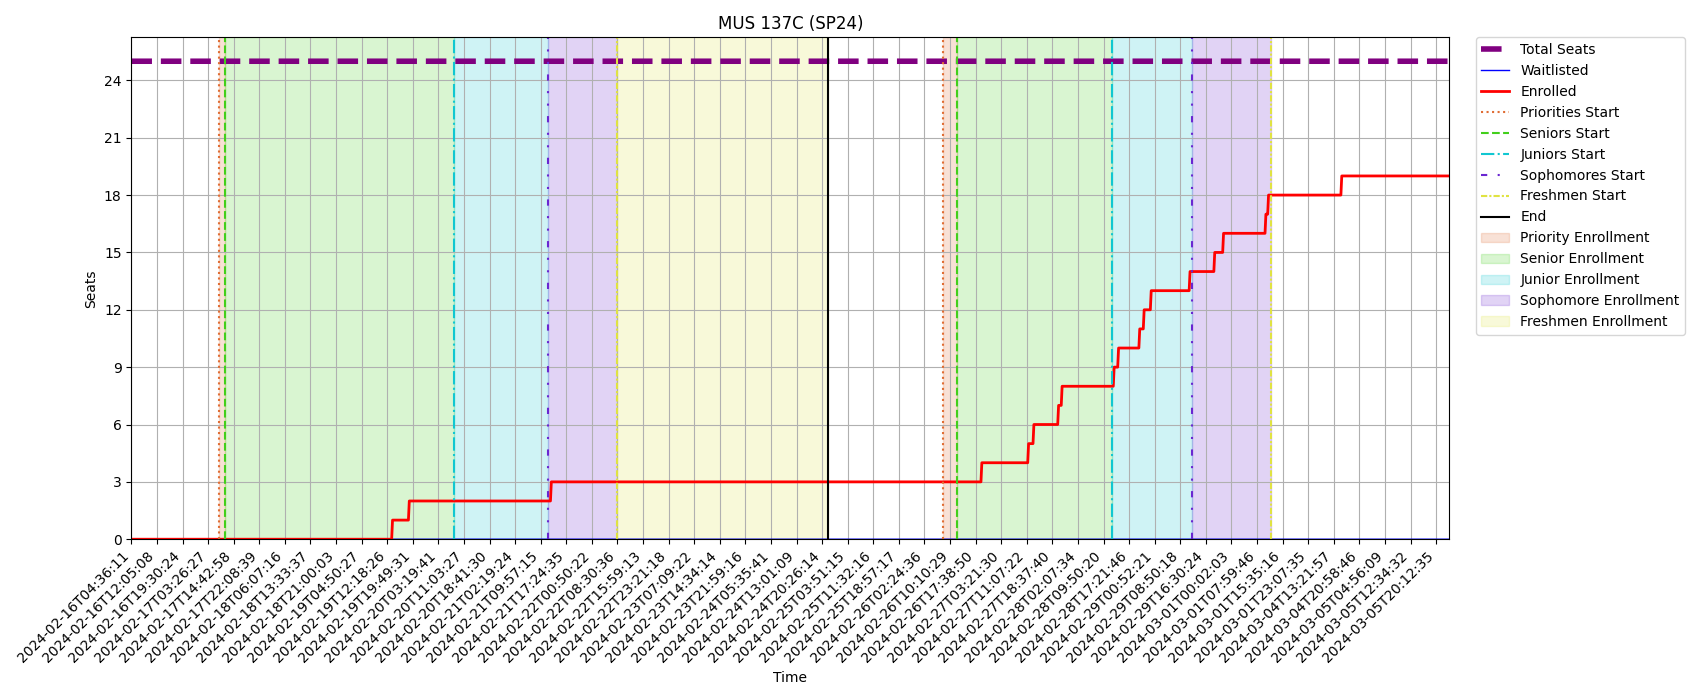 MUS 137C (SP24)
Seats
24
21
18
15
12
9
6
3
0
2024-02-16T04:36:11
2024-02-16T12:05:08
2024-02-16T19:30:24
2024-02-17T03:26:27
2024-02-17T14:42:58
2024-02-17T22:08:39
2024-02-18T06:07:16
2024-02-18T13:33:37
2024-02-18T21:00:03
2024-02-19T04:50:27
2024-02-19T12:18:26
2024-02-19T19:49:31
2024-02-20T03:19:41
2024-02-20T11:03:27
2024-02-20T18:41:30
2024-02-21T02:19:24
2024-02-21T09:57:15
2024-02-21T17:24:35
2024-02-22T00:50:22
2024-02-22T08:30:36
2024-02-22T15:59:13
2024-02-22T23:21:18
2024-02-23T07:09:22
2024-02-23T14:34:14
2024-02-23T21:59:16
2024-02-24T05:35:41
2024-02-24T13:01:09
2024-02-24T20:26:14
2024-02-25T03:51:15
2024-02-25T11:32:16
2024-02-25T18:57:17
2024-02-26T02:24:36
2024-02-26T10:10:29
2024-02-26T17:38:50
2024-02-27T03:21:30
2024-02-27T11:07:22
2024-02-27T18:37:40
2024-02-28T02:07:34
2024-02-28T09:50:20
2024-02-28T17:21:46
2024-02-29T00:52:21
2024-02-29T08:50:18
2024-02-29T16:30:24
2024-03-01T00:02:03
2024-03-01T07:59:46
2024-03-01T15:35:16
2024-03-01T23:07:35
2024-03-04T13:21:57
2024-03-04T20:58:46
2024-03-05T04:56:09
2024-03-05T12:34:32
2024-03-05T20:12:35
Time
Total Seats
Waitlisted
Enrolled
Priorities Start
Seniors Start
Juniors Start
Sophomores Start
Freshmen Start
End
Priority Enrollment
Senior Enrollment
Junior Enrollment
Sophomore Enrollment
Freshmen Enrollment